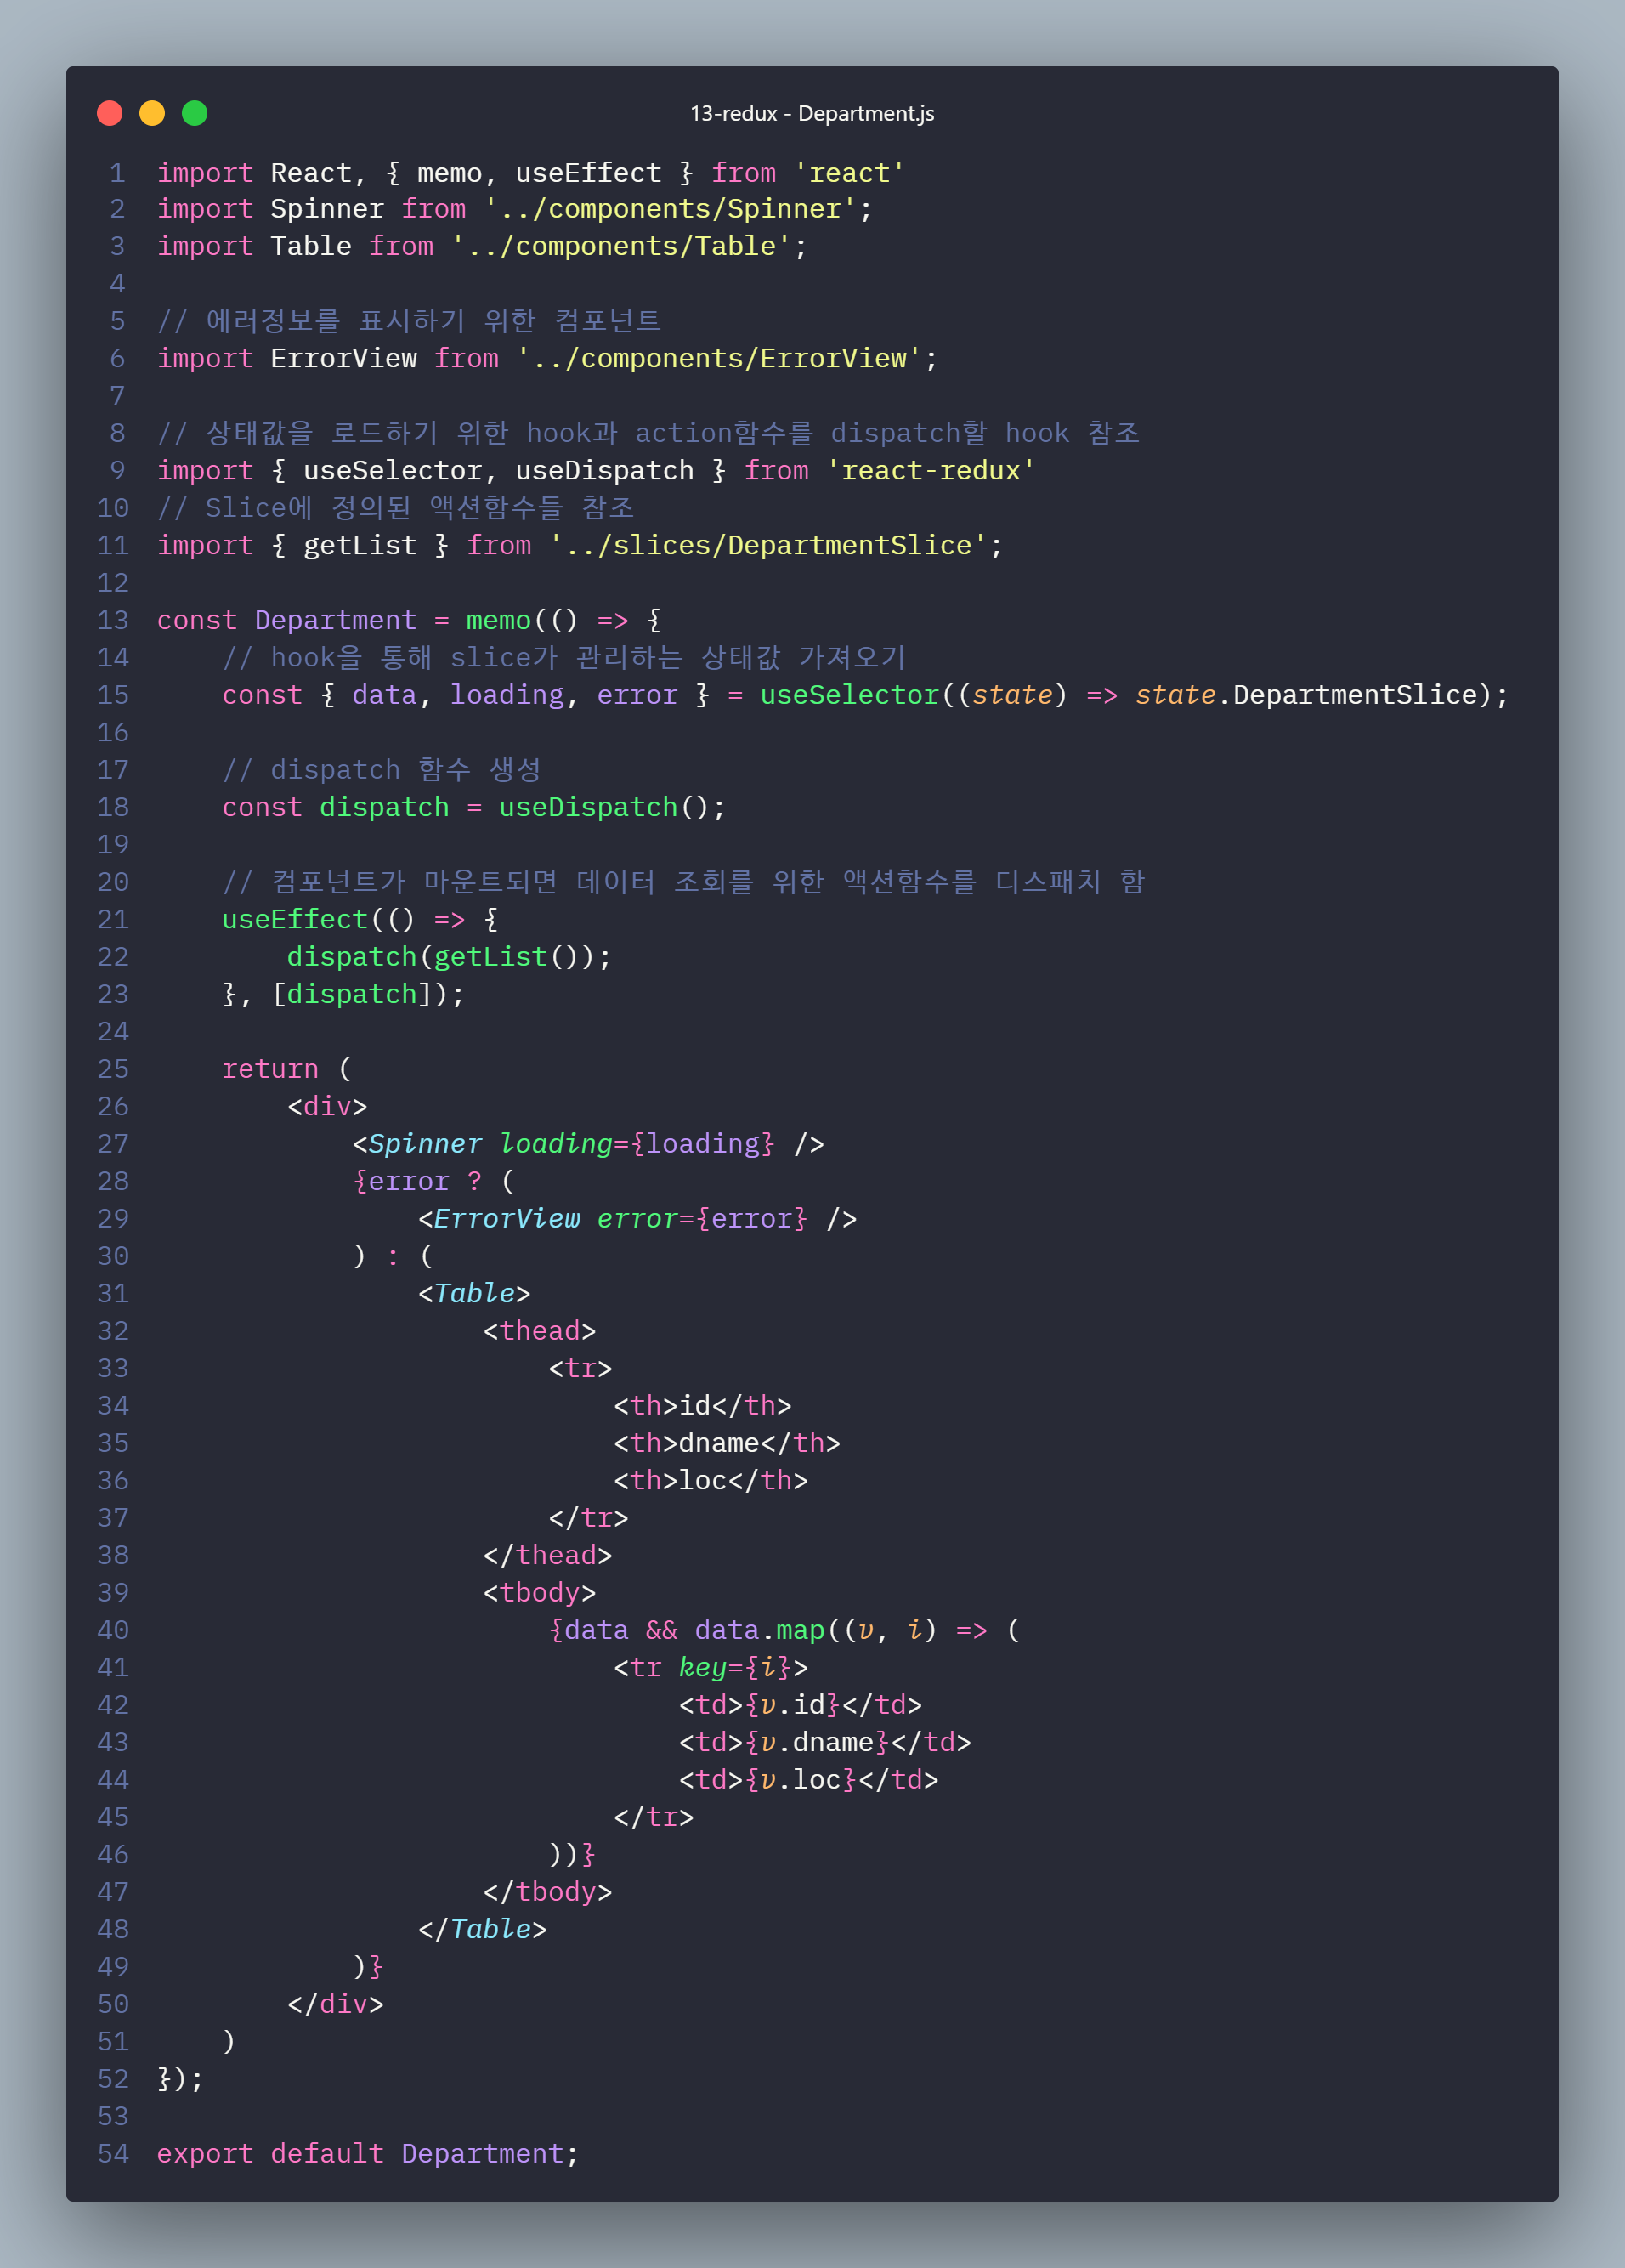 13-redux - Department.js
1 import React, { memo, useEffect } from 'react'
2 import Spinner from '../components/Spinner';
3 import Table from '../components/Table';
4
5 // 에러정보를 표시하기 위한 컴포넌트
6 import ErrorView from '../components/ErrorView';
7
8 // 상태값을 로드하기 위한 hook과 action함수를 dispatch할 hook 참조
9 import { useSelector, useDispatch } from 'react-redux'
10 // Slice에 정의된 액션함수들 참조
11 import { getList } from '../slices/DepartmentSlice';
12
13 const Department = memo(() => {
14     // hook을 통해 slice가 관리하는 상태값 가져오기
15     const { data, loading, error } = useSelector((state) => state.DepartmentSlice);
16
17     // dispatch 함수 생성
18     const dispatch = useDispatch();
19
20     // 컴포넌트가 마운트되면 데이터 조회를 위한 액션함수를 디스패치 함
21     useEffect(() => {
22         dispatch(getList());
23     }, [dispatch]);
24
25     return (
26         <div>
27             <Spinner loading={loading} />
28             {error ? (
29                 <ErrorView error={error} />
30             ) : (
31                 <Table>
32                     <thead>
33                         <tr>
34                             <th>id</th>
35                             <th>dname</th>
36                             <th>loc</th>
37                         </tr>
38                     </thead>
39                     <tbody>
40                         {data && data.map((v, i) => (
41                             <tr key={i}>
42                                 <td>{v.id}</td>
43                                 <td>{v.dname}</td>
44                                 <td>{v.loc}</td>
45                             </tr>
46                         ))}
47                     </tbody>
48                 </Table>
49             )}
50         </div>
51     )
52 });
53
54 export default Department;